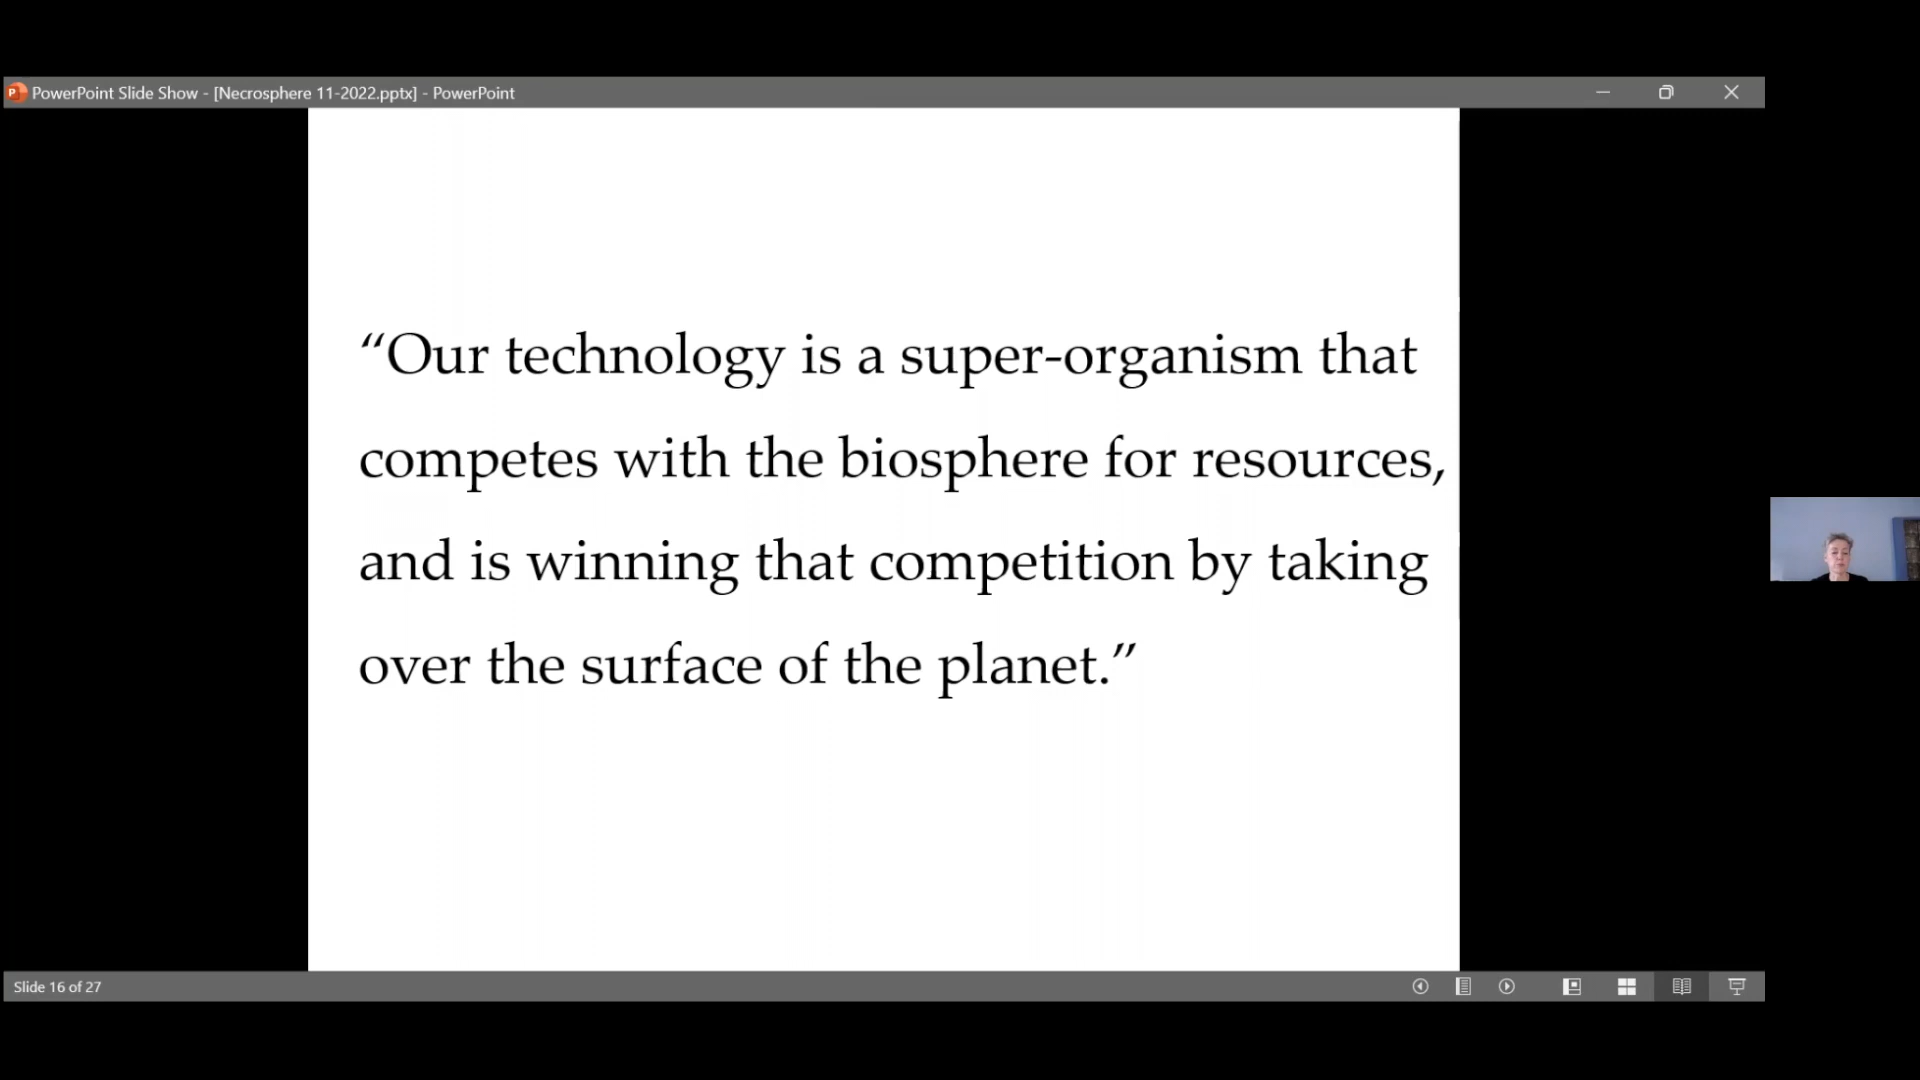 PowerPoint Slide Show - [Necrosphere 11-2022.pptx] - PowerPoint
“Our technology is a super-organism that
competes with the biosphere for resources,
and is winning that competition by taking
over the surface of the planet.”
Slide 16 of 27